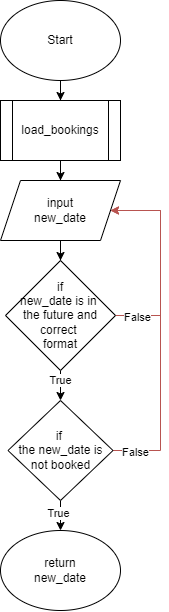 Start
load_bookings
input
new_date
if
new_date is in
the future and
correct
format
False
True
if
the new_date is
not booked
False
True
return
new_date